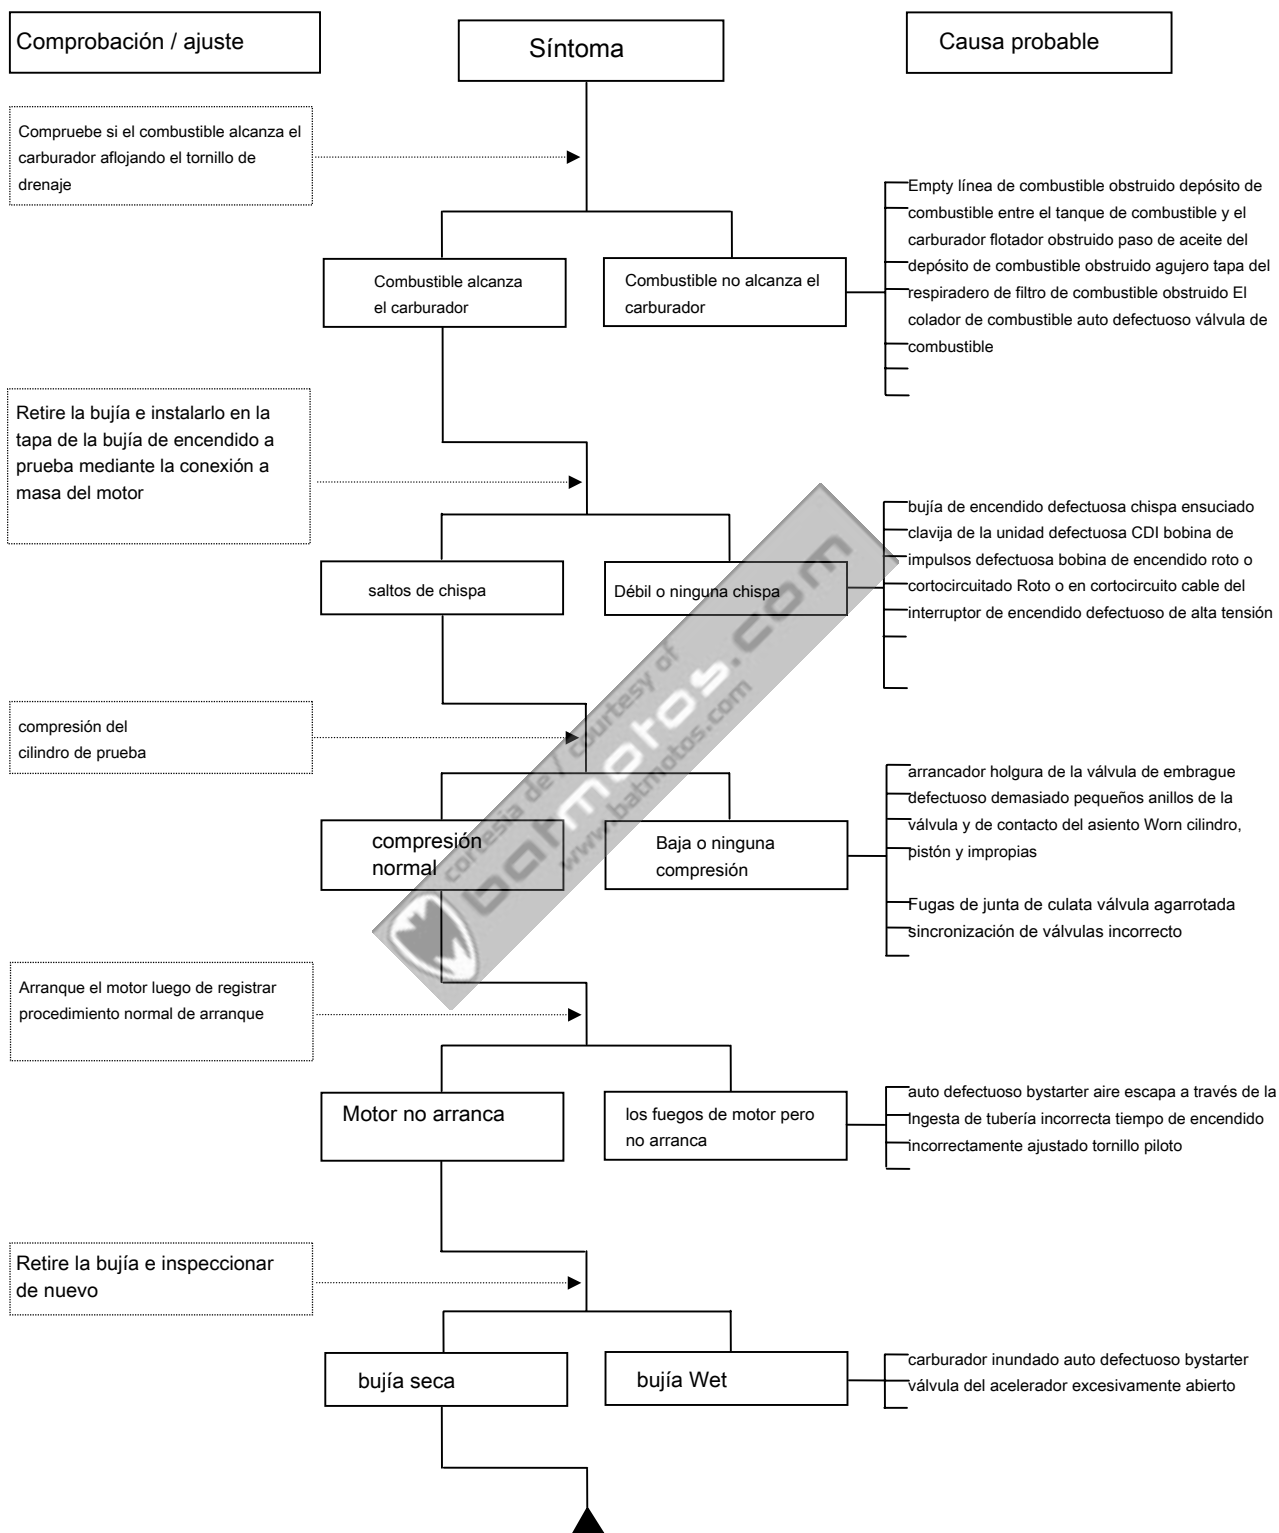 Comprobación / ajuste
Síntoma
Causa probable
Compruebe si el combustible alcanza el
carburador aflojando el tornillo de
drenaje
Combustible alcanza
el carburador
Combustible no alcanza el
carburador
Empty línea de combustible obstruido depósito de
combustible entre el tanque de combustible y el
carburador flotador obstruido paso de aceite del
depósito de combustible obstruido agujero tapa del
respiradero de filtro de combustible obstruido El
colador de combustible auto defectuoso válvula de
combustible
Retire la bujía e instalarlo en la
tapa de la bujía de encendido a
prueba mediante la conexión a
masa del motor
saltos de chispa
Débil o ninguna chispa
bujía de encendido defectuosa chispa ensuciado
clavija de la unidad defectuosa CDI bobina de
impulsos defectuosa bobina de encendido roto o
cortocircuitado Roto o en cortocircuito cable del
interruptor de encendido defectuoso de alta tensión
compresión del
cilindro de prueba
compresión
normal
Baja o ninguna
compresión
arrancador holgura de la válvula de embrague
defectuoso demasiado pequeños anillos de la
válvula y de contacto del asiento Worn cilindro,
pistón y impropias
Fugas de junta de culata válvula agarrotada
sincronización de válvulas incorrecto
cortesia de / courtesy of
batmotos.com
www.batmotos.com
Arranque el motor luego de registrar
procedimiento normal de arranque
Motor no arranca
los fuegos de motor pero
no arranca
auto defectuoso bystarter aire escapa a través de la
Ingesta de tubería incorrecta tiempo de encendido
incorrectamente ajustado tornillo piloto
Retire la bujía e inspeccionar
de nuevo
bujía seca
bujía Wet
carburador inundado auto defectuoso bystarter
válvula del acelerador excesivamente abierto